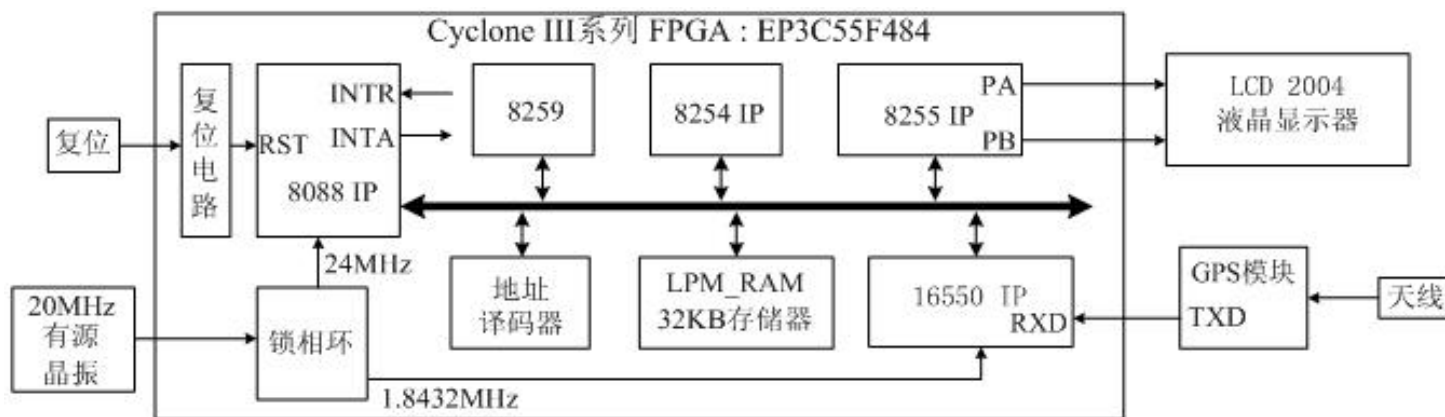 Cyclone III系列 FPGA : EP3C55F484
复位
复位电路
INTR
INTA
RST
8088 IP
8259
8254 IP
8255 IP
PA
PB
LCD 2004
液晶显示器
24MHz
20MHz
有源
晶振
锁相环
1.8432MHz
地址
译码器
LPM_RAM
32KB存储器
16550 IP
RXD
GPS模块
TXD
天线